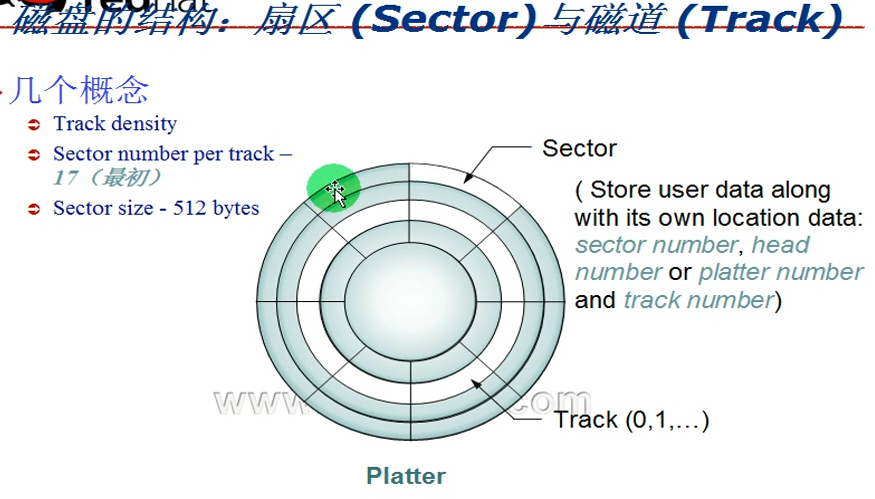 磁盘的结构：扇区 (Sector)与磁道 (Track)
几个概念
Track density
Sector number per track –
17（最初）
Sector size - 512 bytes
Sector
( Store user data along
with its own location data:
sector number, head
number or platter number
and track number)
Track (0,1,…)
Platter
www.
.com